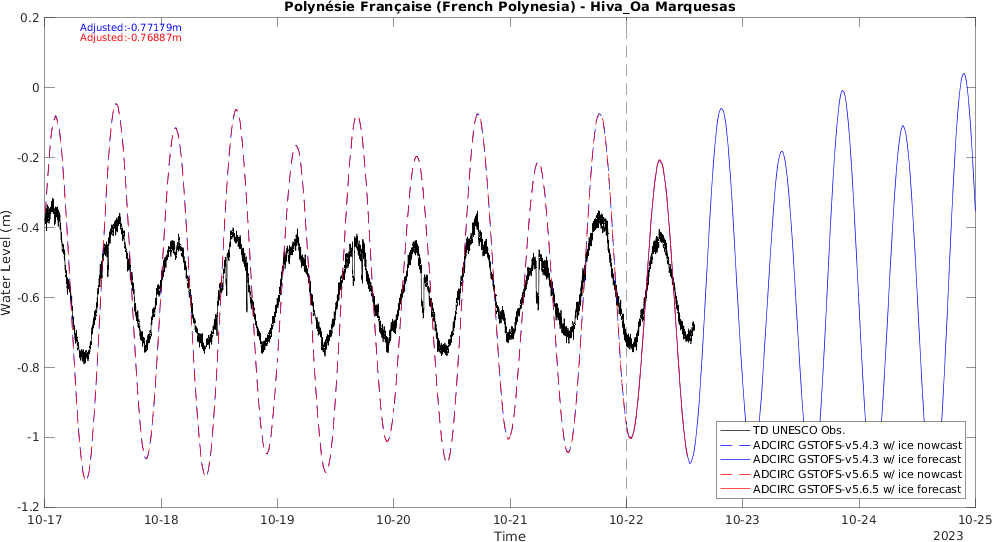 Polynésie Française (French Polynesia) - Hiva_Oa Marquesas
Adjusted:-0.77179m
Adjusted:-0.76887m
0.2
0
-0.2
-0.4
-0.6
-0.8
-1
-1.2
Water Level (m)
TD UNESCO Obs.
ADCIRC GSTOFS-v5.4.3 w/ ice nowcast
ADCIRC GSTOFS-v5.4.3 w/ ice forecast
ADCIRC GSTOFS-v5.6.5 w/ ice nowcast
ADCIRC GSTOFS-v5.6.5 w/ ice forecast
10-17 10-18 10-19 10-20 10-21 10-22 10-23 10-24 10-25
Time
2023